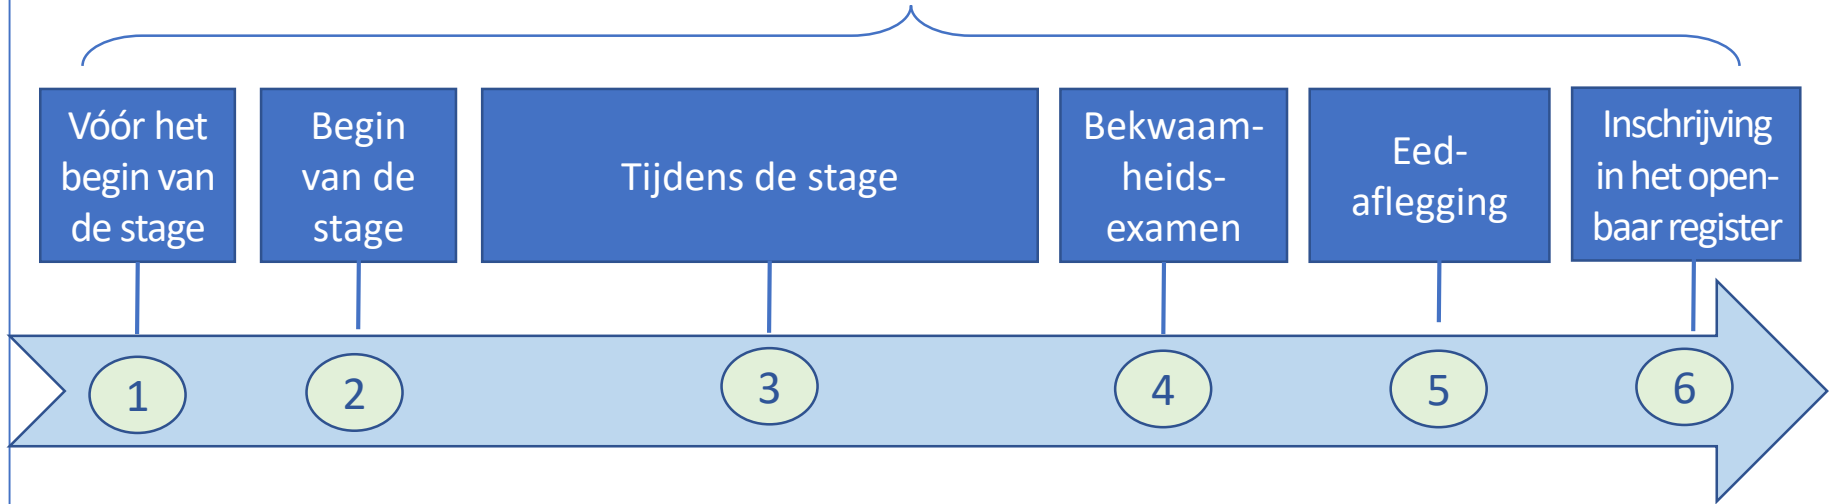 Vóór het
begin van
de stage
Begin
van de
stage
Tijdens de stage
Bekwaam-
heids-
examen
Eed-
aflegging
Inschrijving
in het open-
baar register
1
2
3
4
5
6